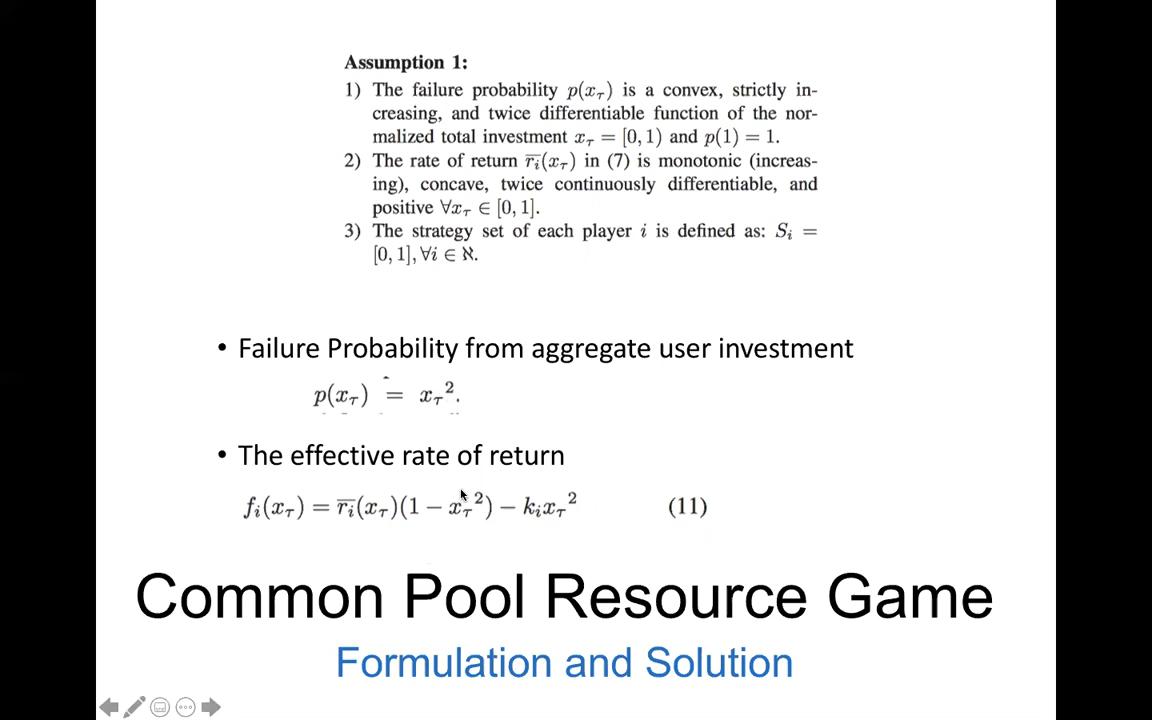 Assumption 1:
1) The failure probability p(x_τ) is a convex, strictly in-
creasing, and twice differentiable function of the nor-
malized total investment x_τ = [0, 1) and p(1) = 1.
2) The rate of return r̅_i(x_τ) in (7) is monotonic (increas-
ing), concave, twice continuously differentiable, and
positive ∀x_τ ∈ [0, 1].
3) The strategy set of each player i is defined as: S_i =
[0, 1], ∀i ∈ ℵ.
• Failure Probability from aggregate user investment
p(x_τ) = x_τ².
• The effective rate of return
f_i(x_τ) = r̅_i(x_τ)(1 − x_τ²) − k_i x_τ² (11)
Common Pool Resource Game
Formulation and Solution